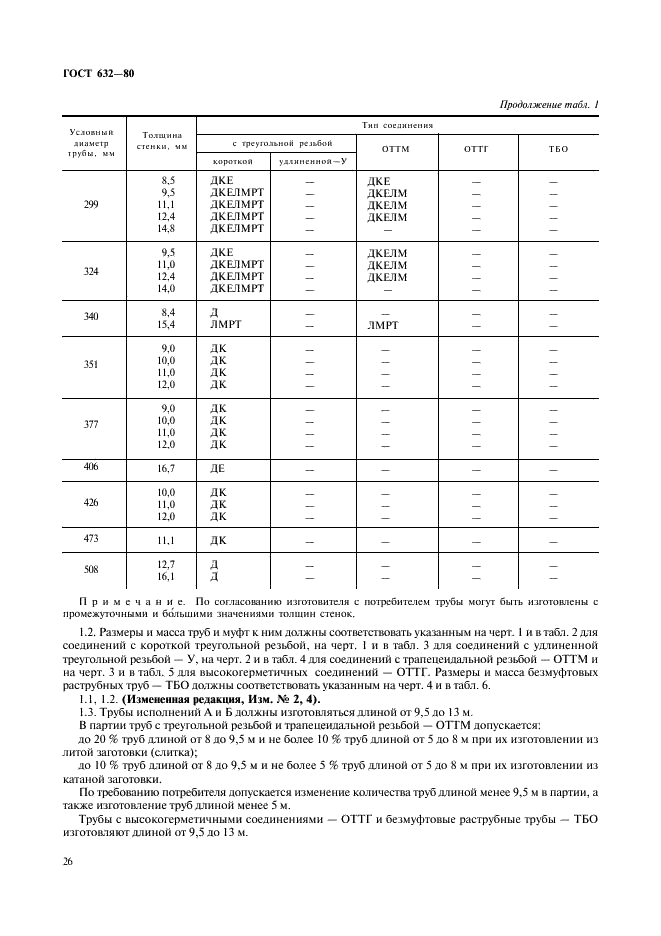 ГОСТ 632—80
Продолжение табл. 1
Условный диаметр трубы, мм
Толщина стенки, мм
Тип соединения
с треугольной резьбой
ОТТМ
ОТТГ
ТБО
короткой
удлиненной—У
299
8,5 ДКЕ — ДКЕ — —
9,5 ДКЕЛМРТ — ДКЕЛМ — —
11,1 ДКЕЛМРТ — ДКЕЛМ — —
12,4 ДКЕЛМРТ — ДКЕЛМ — —
14,8 ДКЕЛМРТ — — — —
324
9,5 ДКЕ — ДКЕЛМ — —
11,0 ДКЕЛМРТ — ДКЕЛМ — —
12,4 ДКЕЛМРТ — ДКЕЛМ — —
14,0 ДКЕЛМРТ — — — —
340
8,4 Д — — — —
15,4 ЛМРТ — ЛМРТ — —
351
9,0 ДК — — — —
10,0 ДК — — — —
11,0 ДК — — — —
12,0 ДК — — — —
377
9,0 ДК — — — —
10,0 ДК — — — —
11,0 ДК — — — —
12,0 ДК — — — —
406 16,7 ДЕ — — — —
426
10,0 ДК — — — —
11,0 ДК — — — —
12,0 ДК — — — —
473 11,1 ДК — — — —
508
12,7 Д — — — —
16,1 Д — — — —
Примечание. По согласованию изготовителя с потребителем трубы могут быть изготовлены с
промежуточными и бо́льшими значениями толщин стенок.
1.2. Размеры и масса труб и муфт к ним должны соответствовать указанным на черт. 1 и в табл. 2 для
соединений с короткой треугольной резьбой, на черт. 1 и в табл. 3 для соединений с удлиненной
треугольной резьбой — У, на черт. 2 и в табл. 4 для соединений с трапецеидальной резьбой — ОТТМ и
на черт. 3 и в табл. 5 для высокогерметичных соединений — ОТТГ. Размеры и масса безмуфтовых
раструбных труб — ТБО должны соответствовать указанным на черт. 4 и в табл. 6.
1.1, 1.2. (Измененная редакция, Изм. № 2, 4).
1.3. Трубы исполнений А и Б должны изготовляться длиной от 9,5 до 13 м.
В партии труб с треугольной резьбой и трапецеидальной резьбой — ОТТМ допускается:
до 20 % труб длиной от 8 до 9,5 м и не более 10 % труб длиной от 5 до 8 м при их изготовлении из
литой заготовки (слитка);
до 10 % труб длиной от 8 до 9,5 м и не более 5 % труб длиной от 5 до 8 м при их изготовлении из
катаной заготовки.
По требованию потребителя допускается изменение количества труб длиной менее 9,5 м в партии, а
также изготовление труб длиной менее 5 м.
Трубы с высокогерметичными соединениями — ОТТГ и безмуфтовые раструбные трубы — ТБО
изготовляют длиной от 9,5 до 13 м.
26